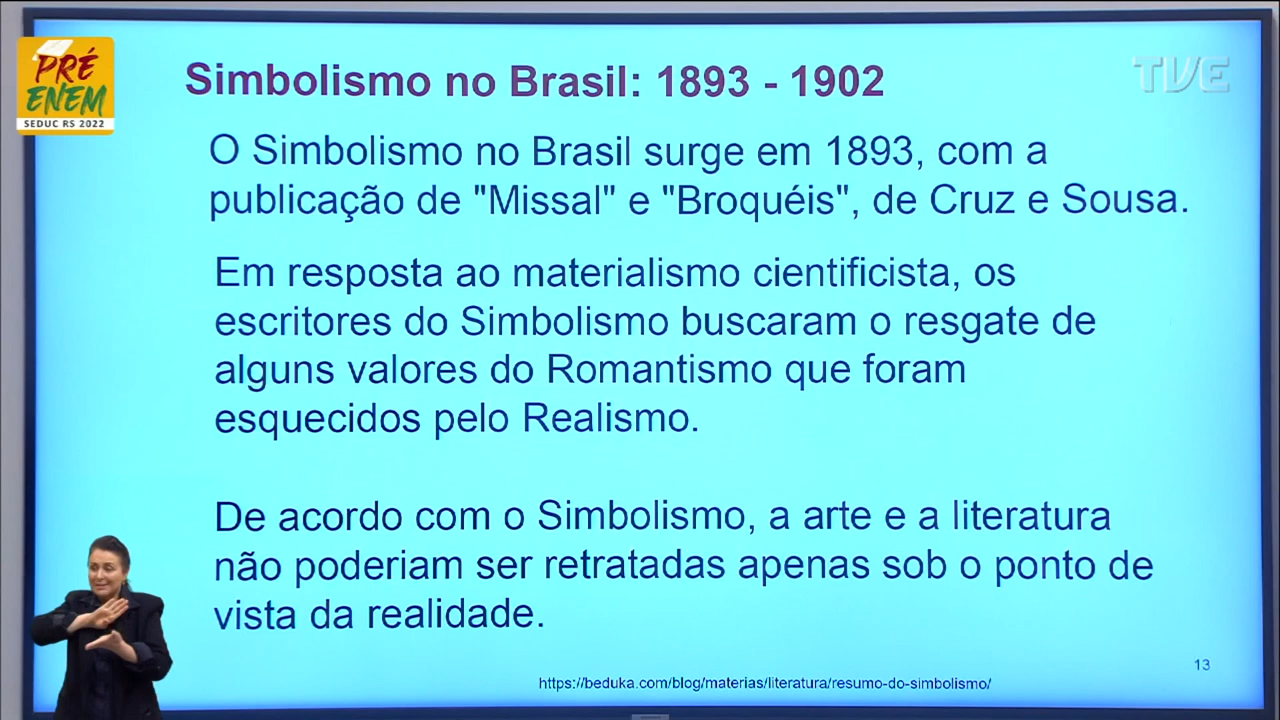 PRÉ
ENEM
SEDUC RS 2022
TVE
Simbolismo no Brasil: 1893 - 1902
O Simbolismo no Brasil surge em 1893, com a
publicação de "Missal" e "Broquéis", de Cruz e Sousa.
Em resposta ao materialismo cientificista, os
escritores do Simbolismo buscaram o resgate de
alguns valores do Romantismo que foram
esquecidos pelo Realismo.
De acordo com o Simbolismo, a arte e a literatura
não poderiam ser retratadas apenas sob o ponto de
vista da realidade.
13
https://beduka.com/blog/materias/literatura/resumo-do-simbolismo/